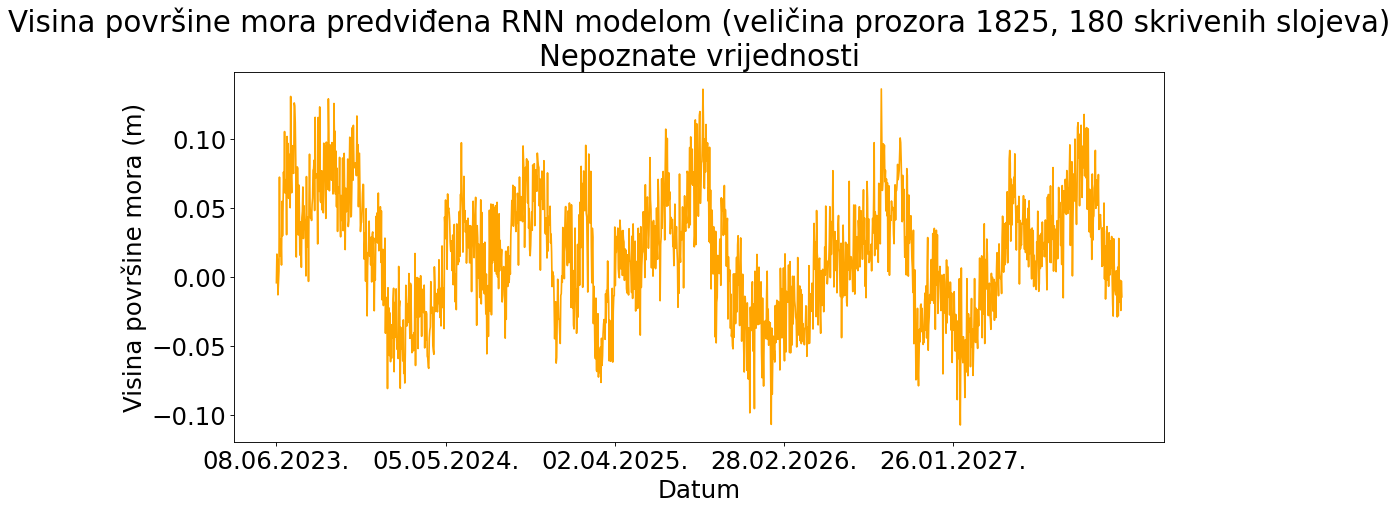 Visina površine mora predviđena RNN modelom (veličina prozora 1825, 180 skrivenih slojeva)
Nepoznate vrijednosti
Visina površine mora (m)
0.10
0.05
0.00
−0.05
−0.10
08.06.2023. 05.05.2024. 02.04.2025. 28.02.2026. 26.01.2027.
Datum